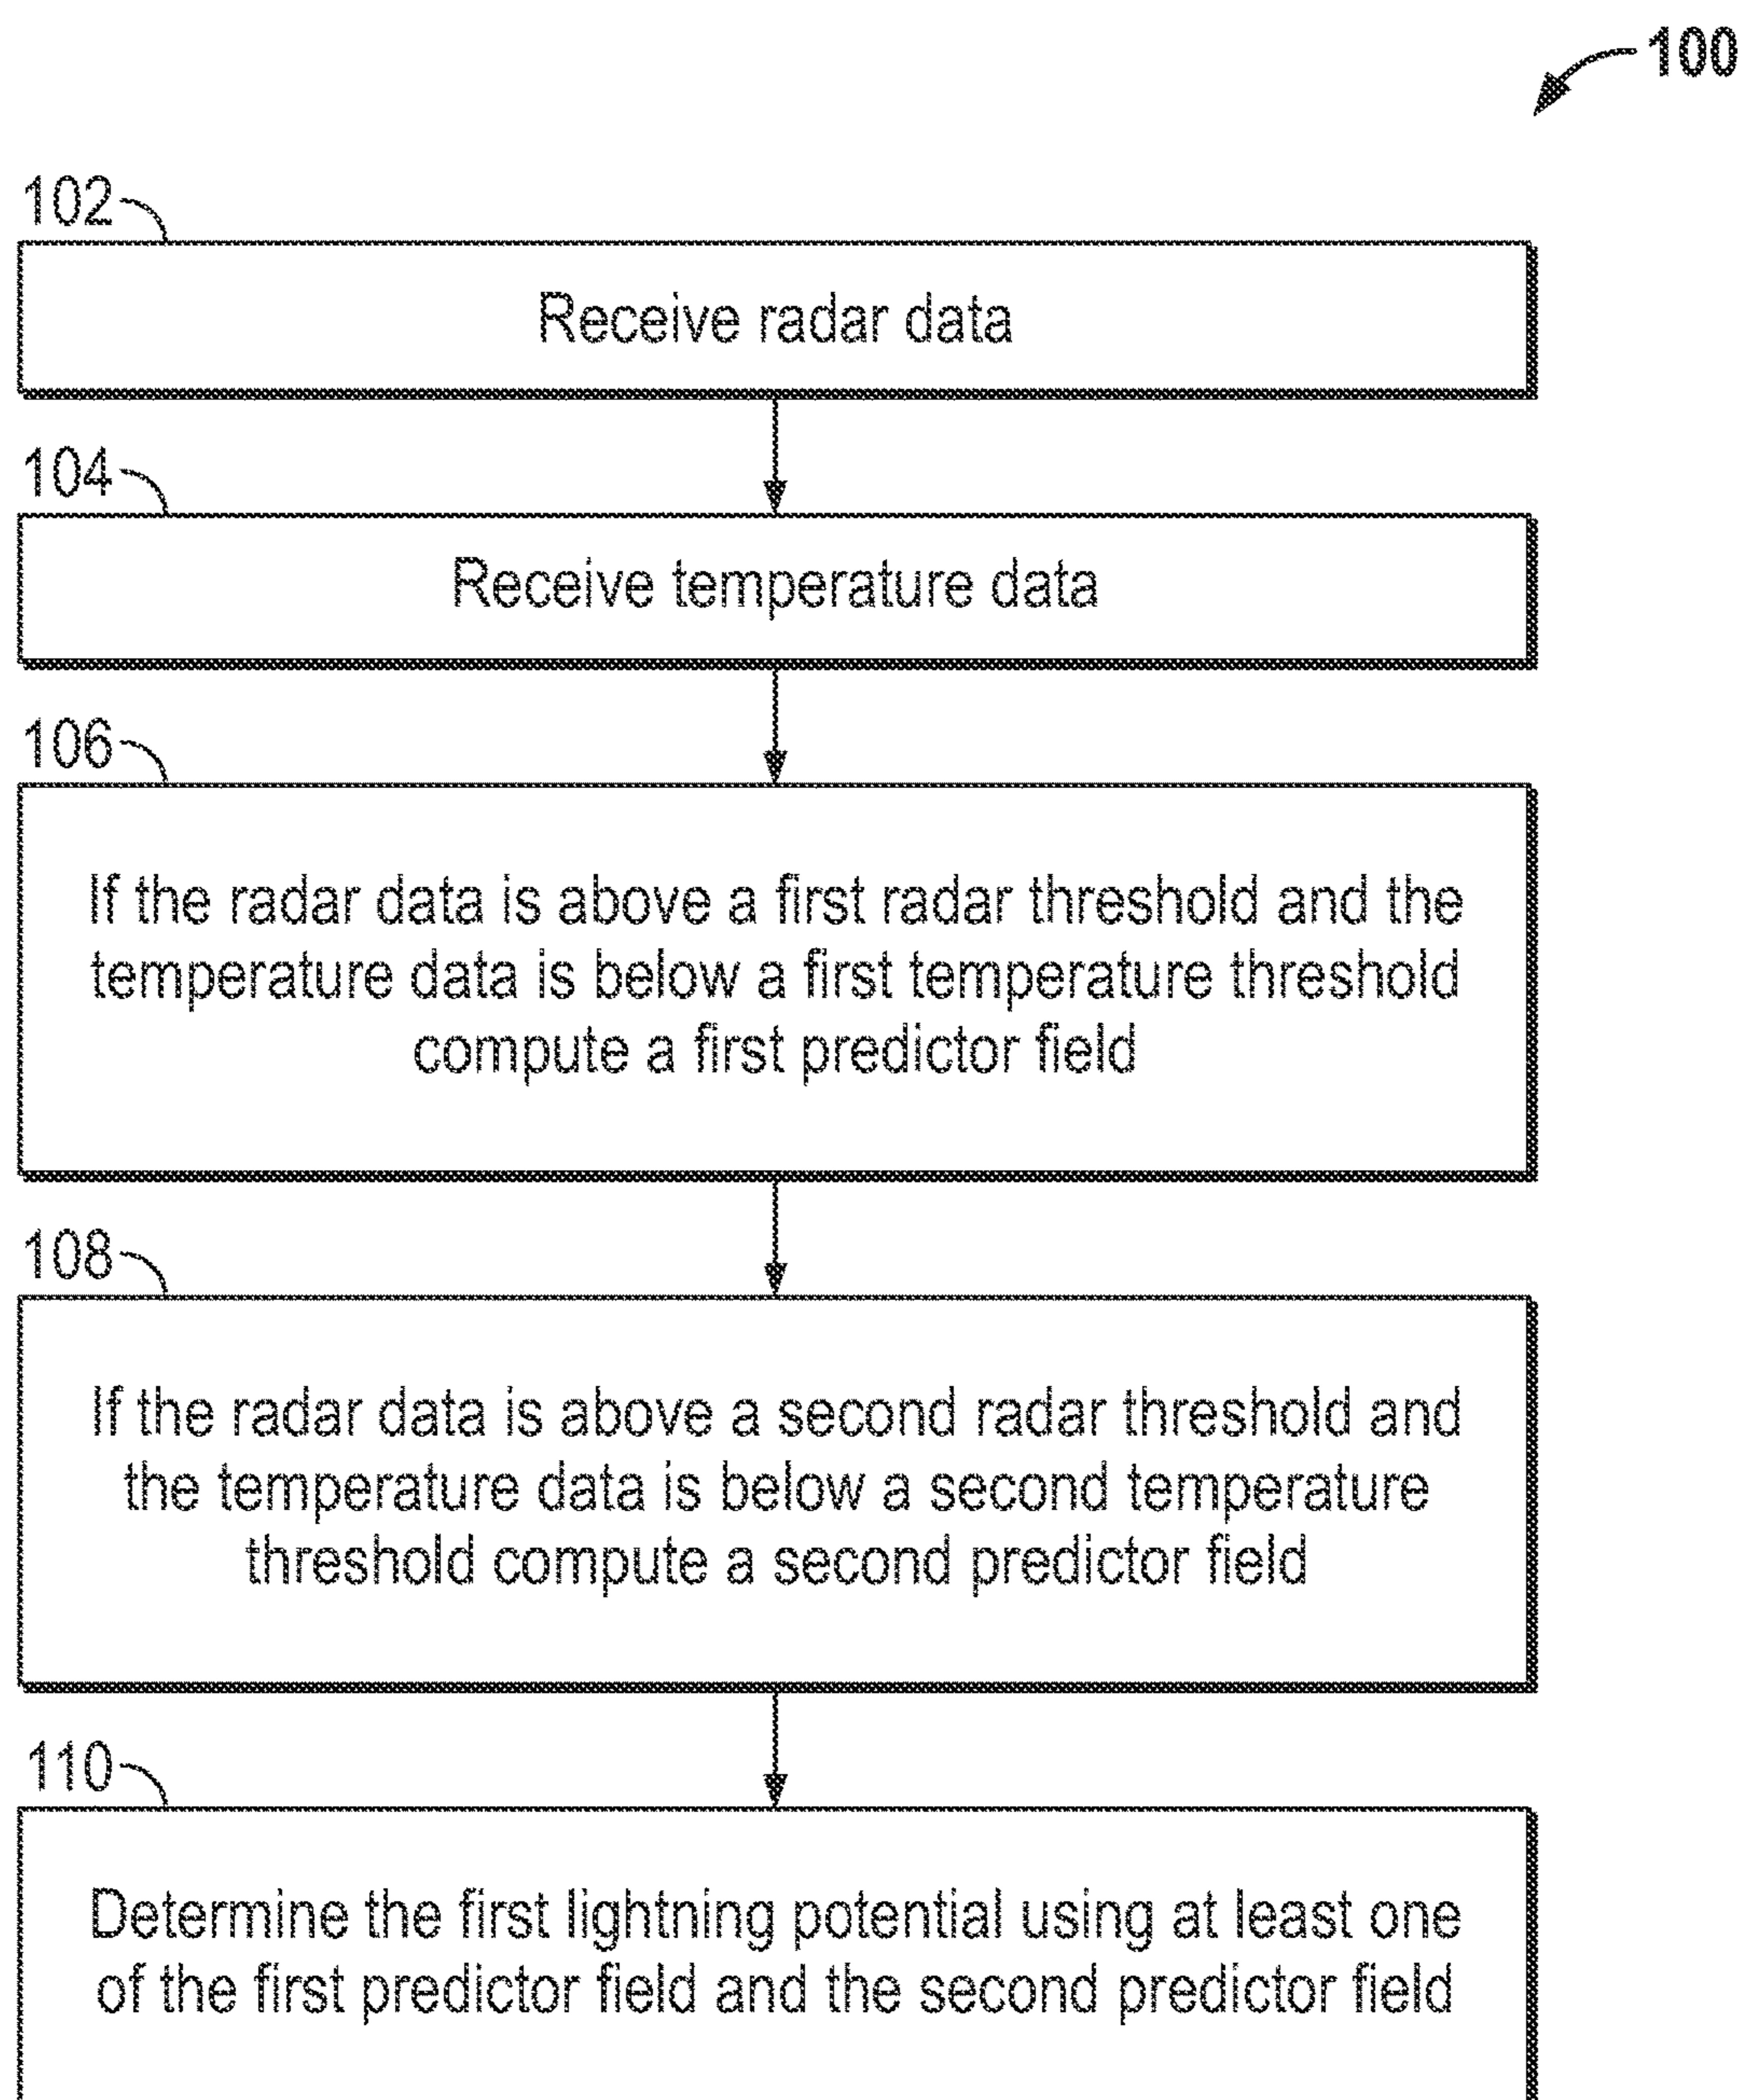 100
102
Receive radar data
104
Receive temperature data
106
If the radar data is above a first radar threshold and the
temperature data is below a first temperature threshold
compute a first predictor field
108
If the radar data is above a second radar threshold and
the temperature data is below a second temperature
threshold compute a second predictor field
110
Determine the first lightning potential using at least one
of the first predictor field and the second predictor field